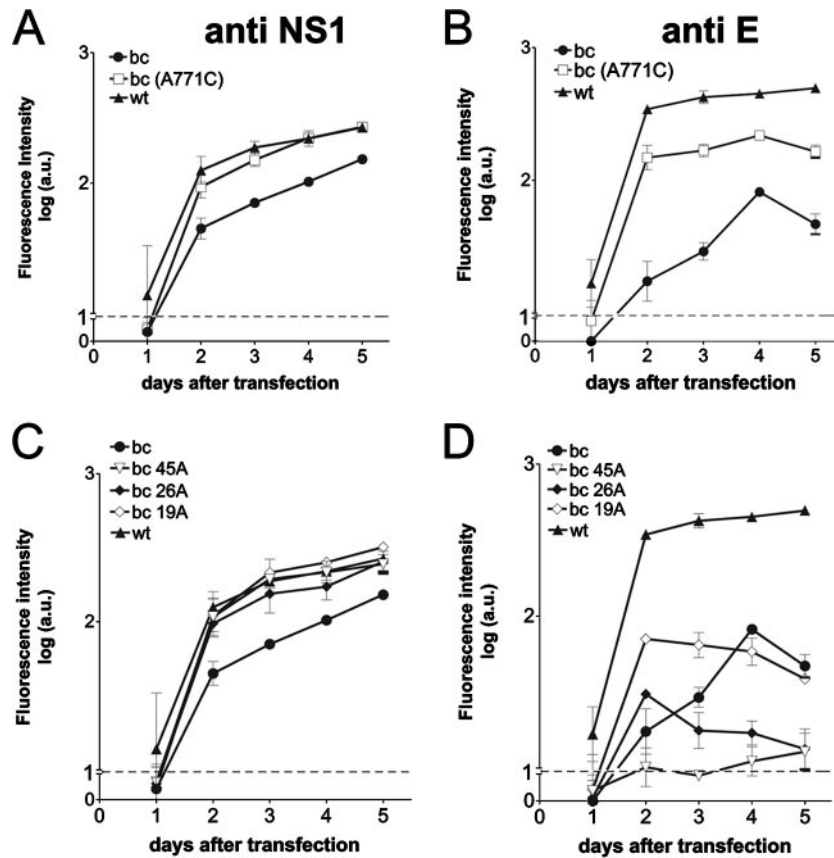 A
anti NS1
B
anti E
bc
bc (A771C)
wt
Fluorescence Intensity
log (a.u.)
3
2
1
0
0
1
2
3
4
5
days after transfection
bc
bc (A771C)
wt
Fluorescence Intensity
log (a.u.)
3
2
1
0
0
1
2
3
4
5
days after transfection
C
bc
bc 45A
bc 26A
bc 19A
wt
Fluorescence intensity
log (a.u.)
3
2
1
0
0
1
2
3
4
5
days after transfection
D
bc
bc 45A
bc 26A
bc 19A
wt
Fluorescence intensity
log (a.u.)
3
2
1
0
0
1
2
3
4
5
days after transfection